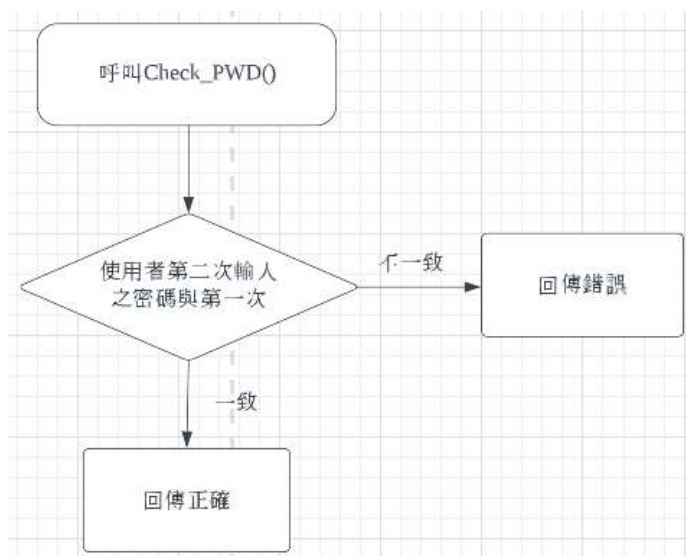 呼叫Check_PWD()
使用者第二次輸人
之密碼與第一次
不一致
回傳錯誤
一致
回傳正確